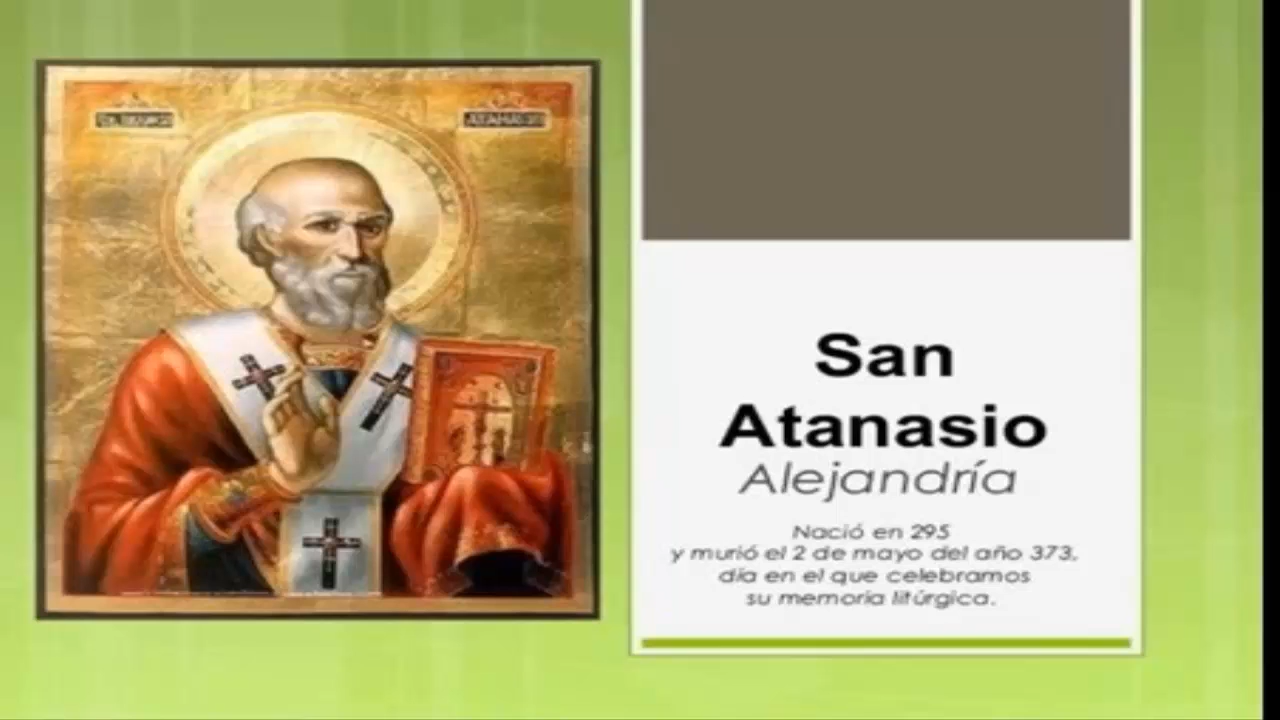 San
Atanasio
Alejandría
Nació en 295
y murió el 2 de mayo del año 373,
día en el que celebramos
su memoria litúrgica.